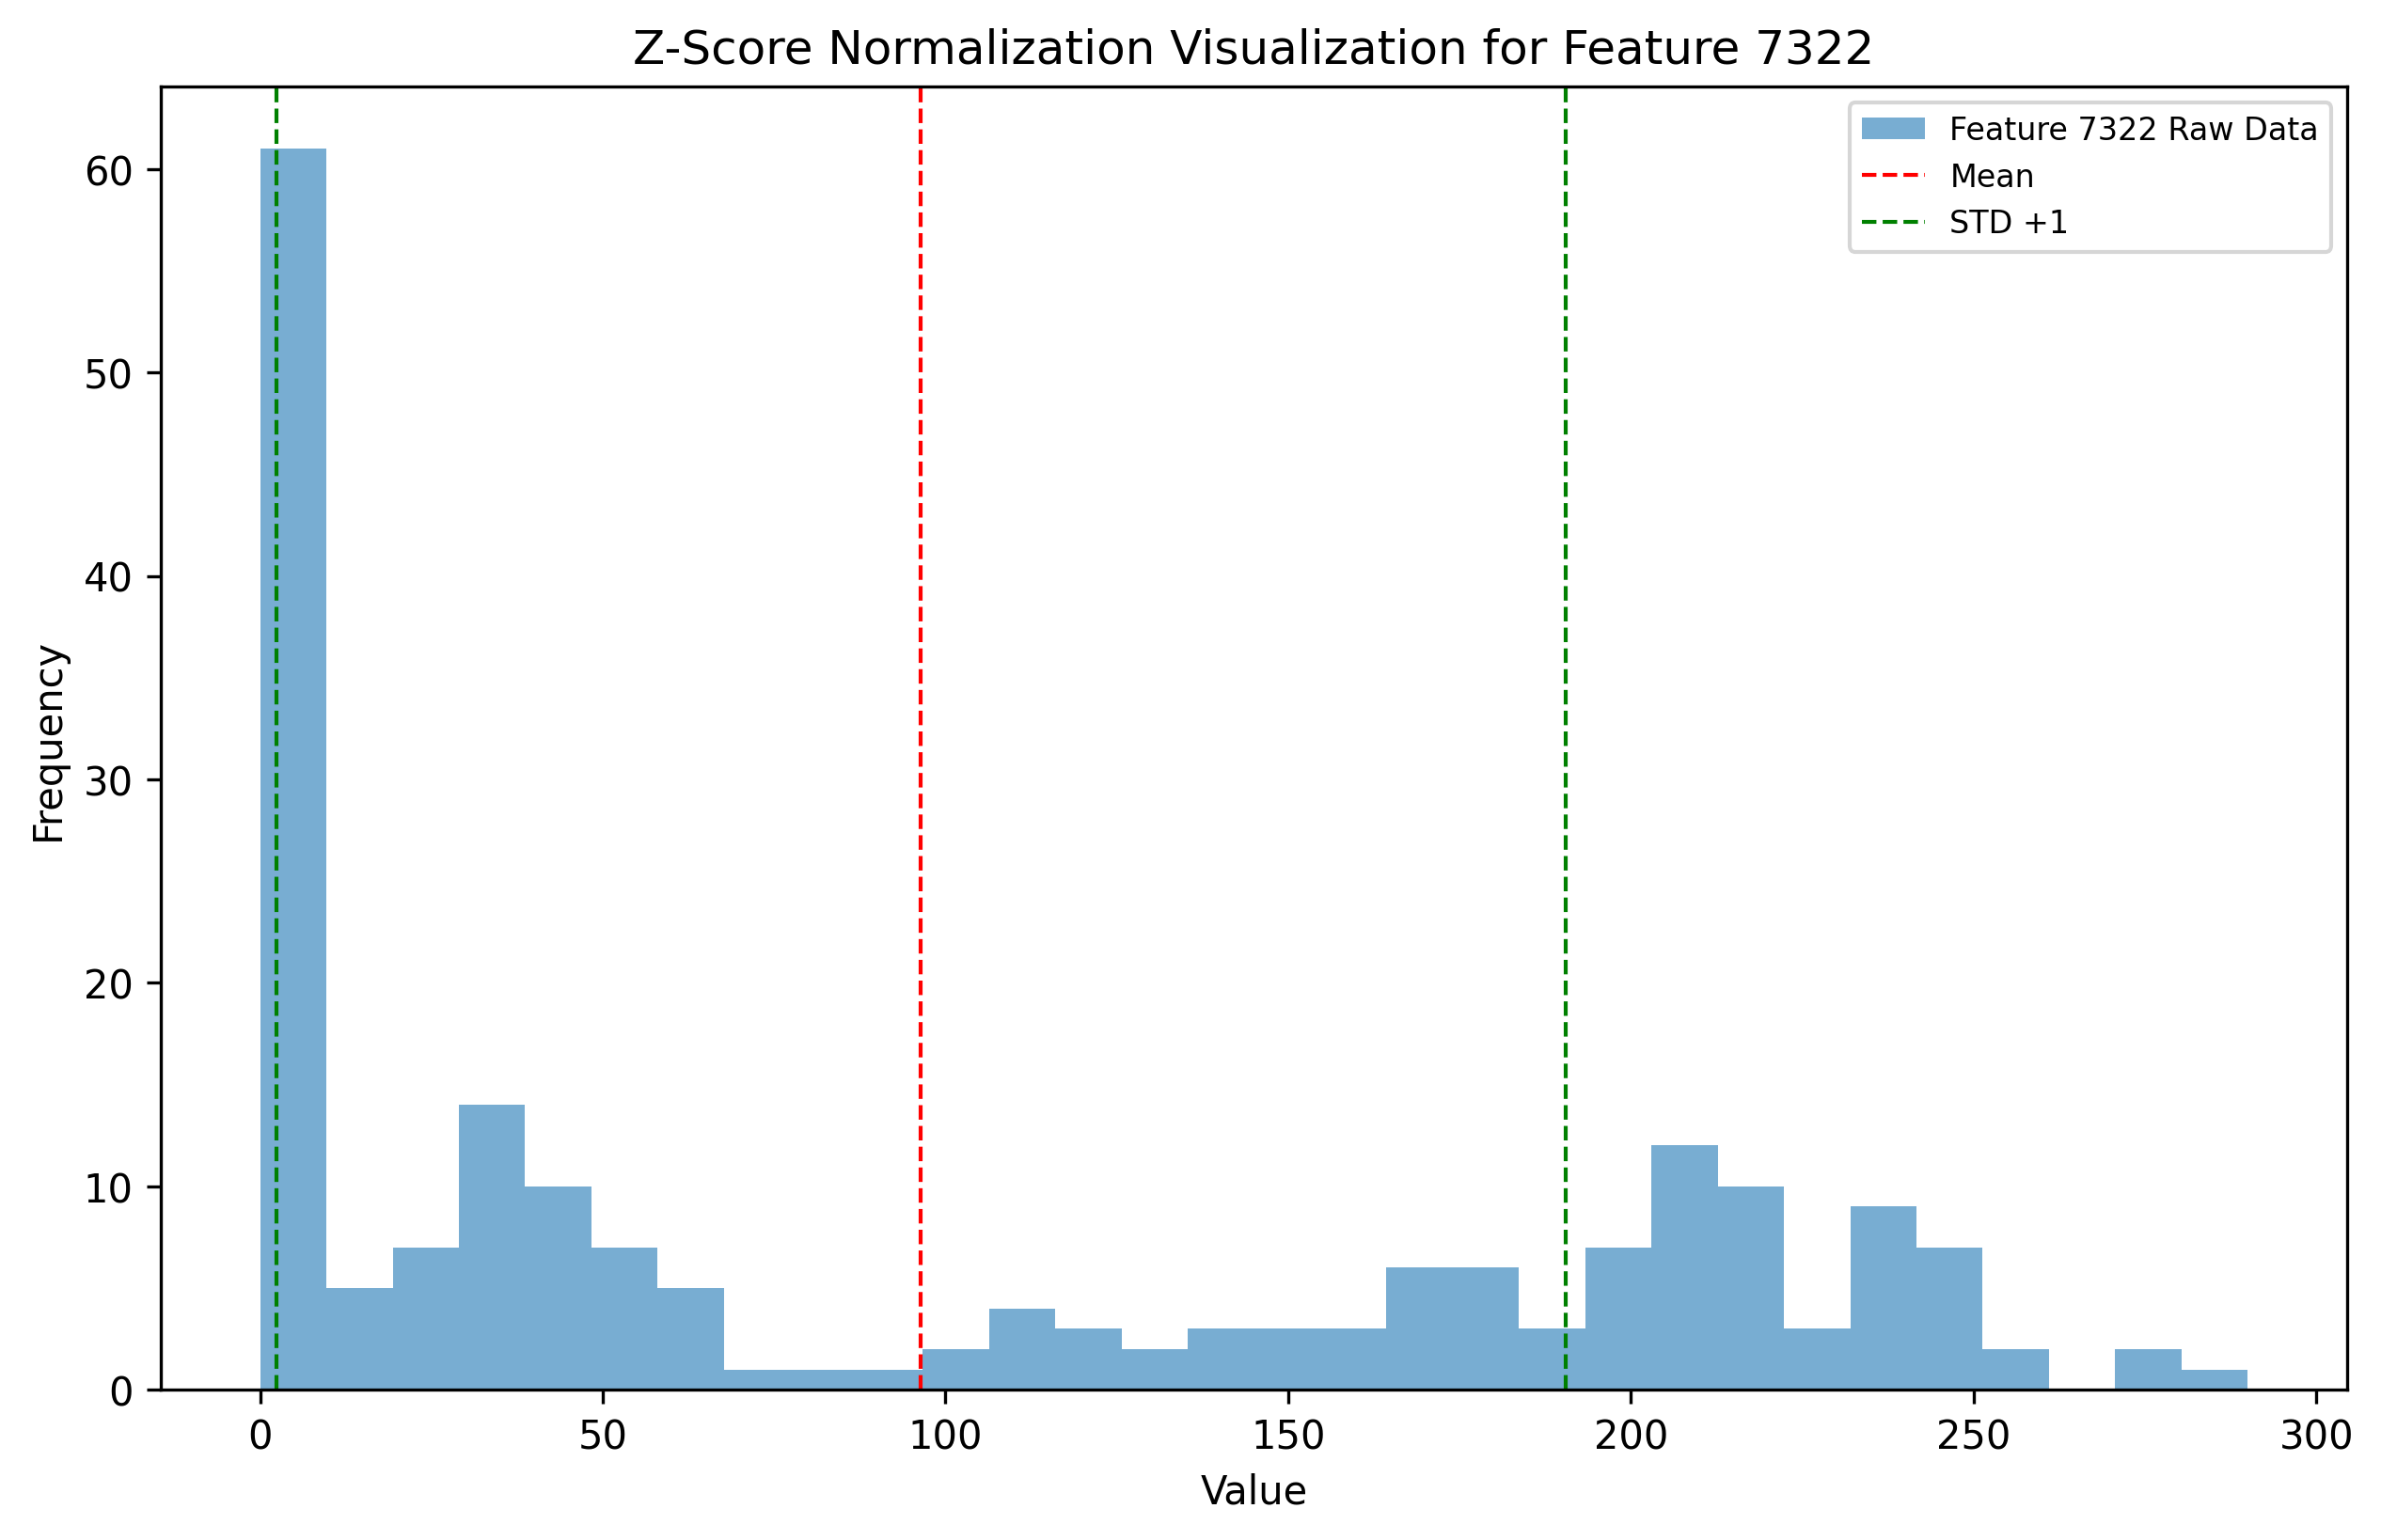 Z-Score Normalization Visualization for Feature 7322
Feature 7322 Raw Data
Mean
STD +1
60
50
40
30
20
10
0
Frequency
0 50 100 150 200 250 300
Value